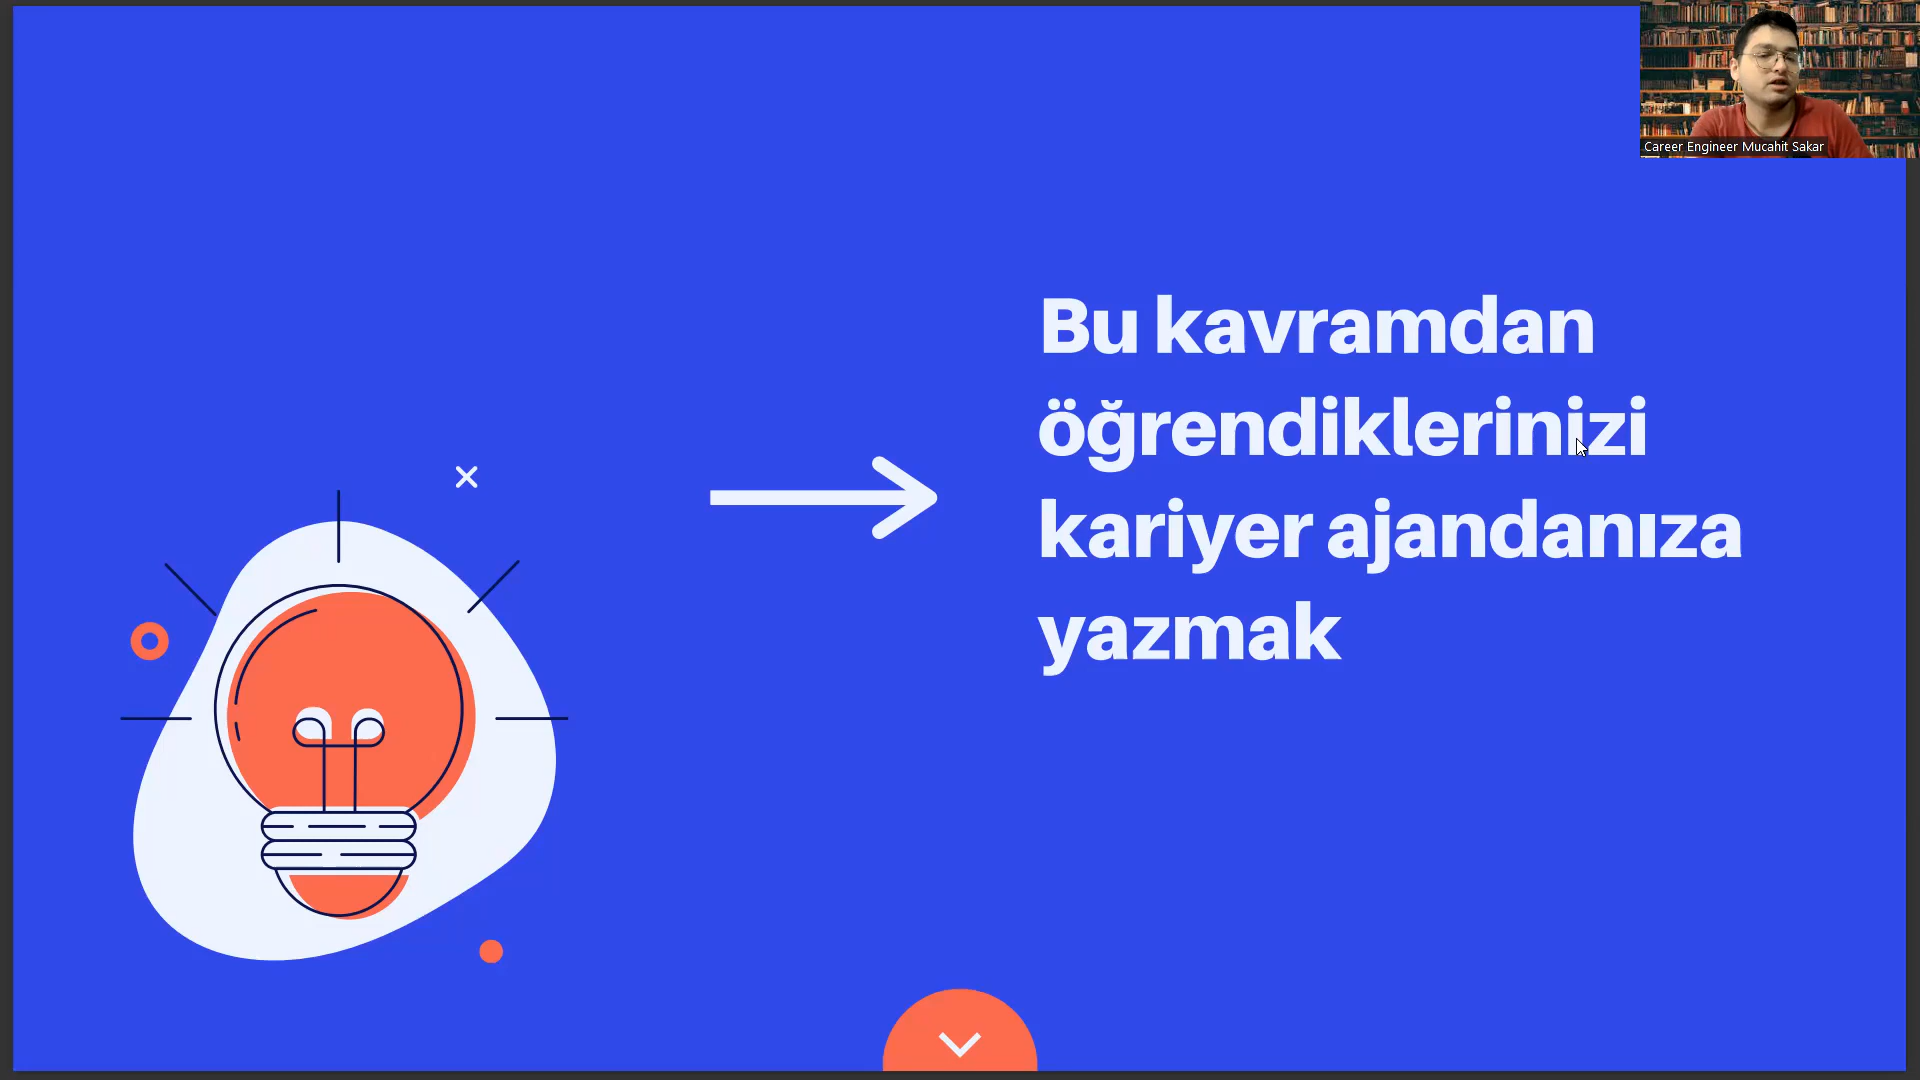 Career Engineer Mucahit Sakar
Bu kavramdan
öğrendiklerinizi
kariyer ajandanıza
yazmak